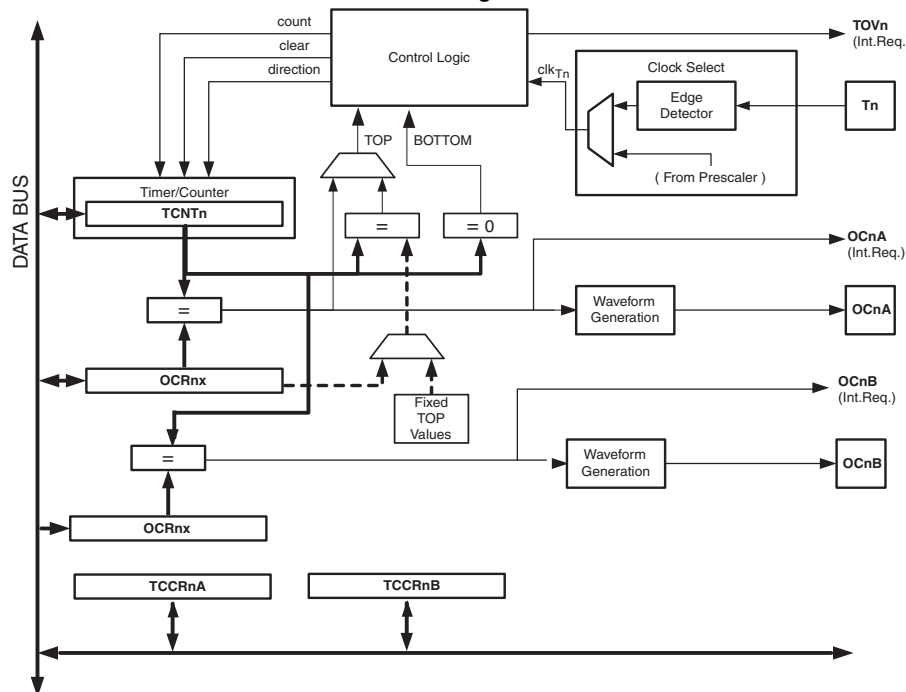 count
TOVn
(Int.Req.)
clear
Control Logic
clkTn
Clock Select
direction
Edge
Detector
Tn
TOP
BOTTOM
( From Prescaler )
Timer/Counter
TCNTn
=
= 0
OCnA
(Int.Req.)
DATA BUS
=
Waveform
Generation
OCnA
OCRnx
Fixed
TOP
Values
OCnB
(Int.Req.)
=
Waveform
Generation
OCnB
OCRnx
TCCRnA
TCCRnB